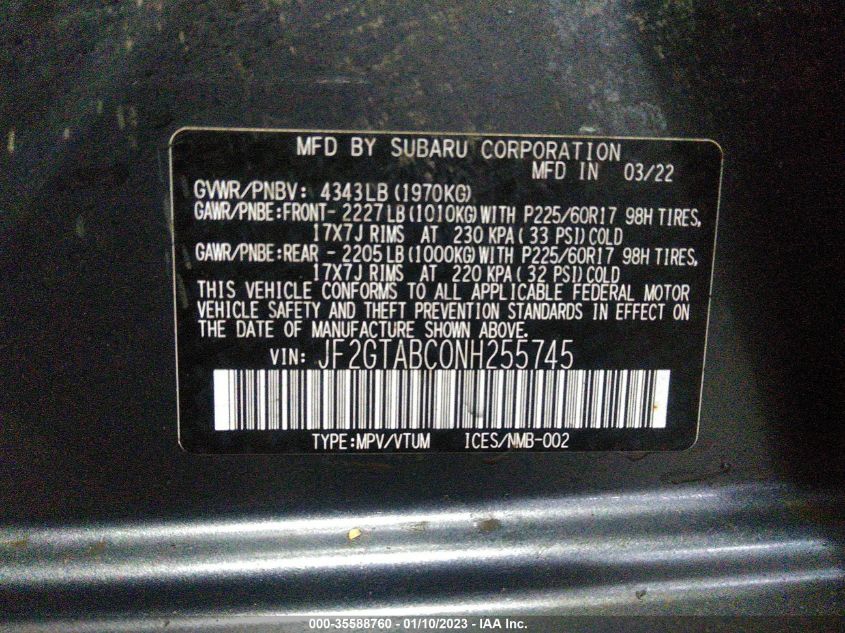 MFD BY SUBARU CORPORATION
MFD IN 03/22
GVWR/PNBV: 4343LB(1970KG)
GAWR/PNBE:FRONT- 2227LB(1010KG)WITH P225/60R17 98H TIRES,
17X7J RIMS AT 230 KPA(33 PSI)COLD
GAWR/PNBE:REAR - 2205LB(1000KG)WITH P225/60R17 98H TIRES,
17X7J RIMS AT 220 KPA(32 PSI)COLD
THIS VEHICLE CONFORMS TO ALL APPLICABLE FEDERAL MOTOR
VEHICLE SAFETY AND THEFT PREVENTION STANDARDS IN EFFECT ON
THE DATE OF MANUFACTURE SHOWN ABOVE.
VIN: JF2GTABC0NH255745
TYPE:MPV/VTUM ICES/NMB-002
000-35588760 - 01/10/2023 - IAA Inc.